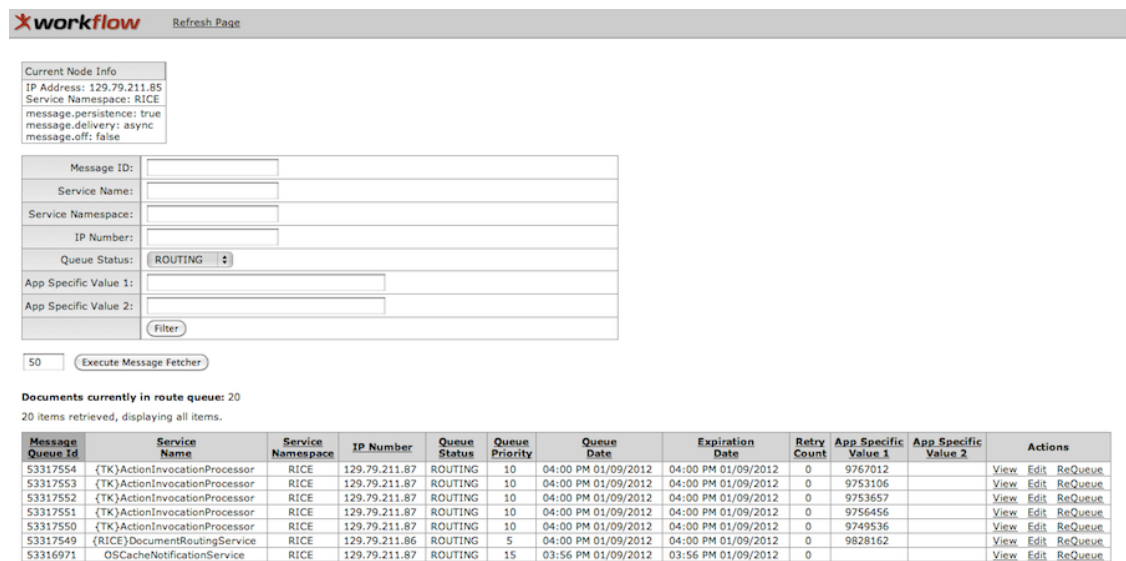 workflow Refresh Page
Current Node Info
IP Address: 129.79.211.85
Service Namespace: RICE
message.persistence: true
message.delivery: async
message.off: false
Message ID:
Service Name:
Service Namespace:
IP Number:
Queue Status: ROUTING
App Specific Value 1:
App Specific Value 2:
Filter
50 Execute Message Fetcher
Documents currently in route queue: 20
20 items retrieved, displaying all items.
Message Queue Id Service Name Service Namespace IP Number Queue Status Queue Priority Queue Date Expiration Date Retry Count App Specific Value 1 App Specific Value 2 Actions
53317554 {TK}ActionInvocationProcessor RICE 129.79.211.87 ROUTING 10 04:00 PM 01/09/2012 04:00 PM 01/09/2012 0 9767012 View Edit ReQueue
53317553 {TK}ActionInvocationProcessor RICE 129.79.211.87 ROUTING 10 04:00 PM 01/09/2012 04:00 PM 01/09/2012 0 9753106 View Edit ReQueue
53317552 {TK}ActionInvocationProcessor RICE 129.79.211.87 ROUTING 10 04:00 PM 01/09/2012 04:00 PM 01/09/2012 0 9753657 View Edit ReQueue
53317551 {TK}ActionInvocationProcessor RICE 129.79.211.87 ROUTING 10 04:00 PM 01/09/2012 04:00 PM 01/09/2012 0 9756456 View Edit ReQueue
53317550 {TK}ActionInvocationProcessor RICE 129.79.211.87 ROUTING 10 04:00 PM 01/09/2012 04:00 PM 01/09/2012 0 9749536 View Edit ReQueue
53317549 {RICE}DocumentRoutingService RICE 129.79.211.86 ROUTING 5 04:00 PM 01/09/2012 04:00 PM 01/09/2012 0 9828162 View Edit ReQueue
53316971 OSCacheNotificationService RICE 129.79.211.87 ROUTING 15 03:56 PM 01/09/2012 03:56 PM 01/09/2012 0 View Edit ReQueue